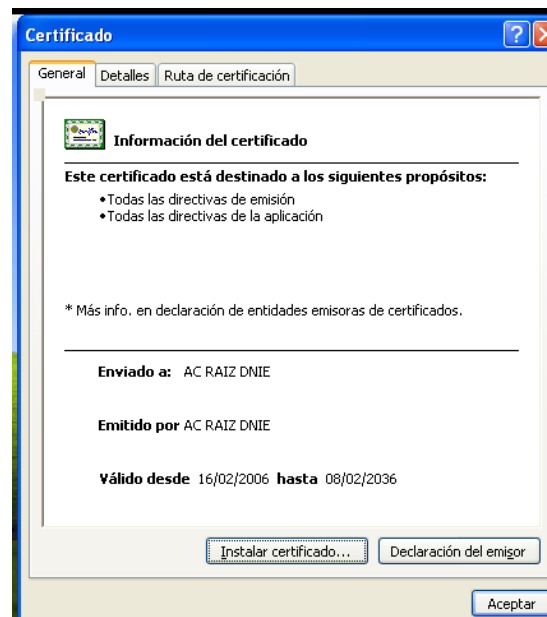 Certificado
General Detalles Ruta de certificación
Información del certificado
Este certificado está destinado a los siguientes propósitos:
•Todas las directivas de emisión
•Todas las directivas de la aplicación
* Más info. en declaración de entidades emisoras de certificados.
Enviado a: AC RAIZ DNIE
Emitido por AC RAIZ DNIE
Válido desde 16/02/2006 hasta 08/02/2036
Instalar certificado... Declaración del emisor
Aceptar